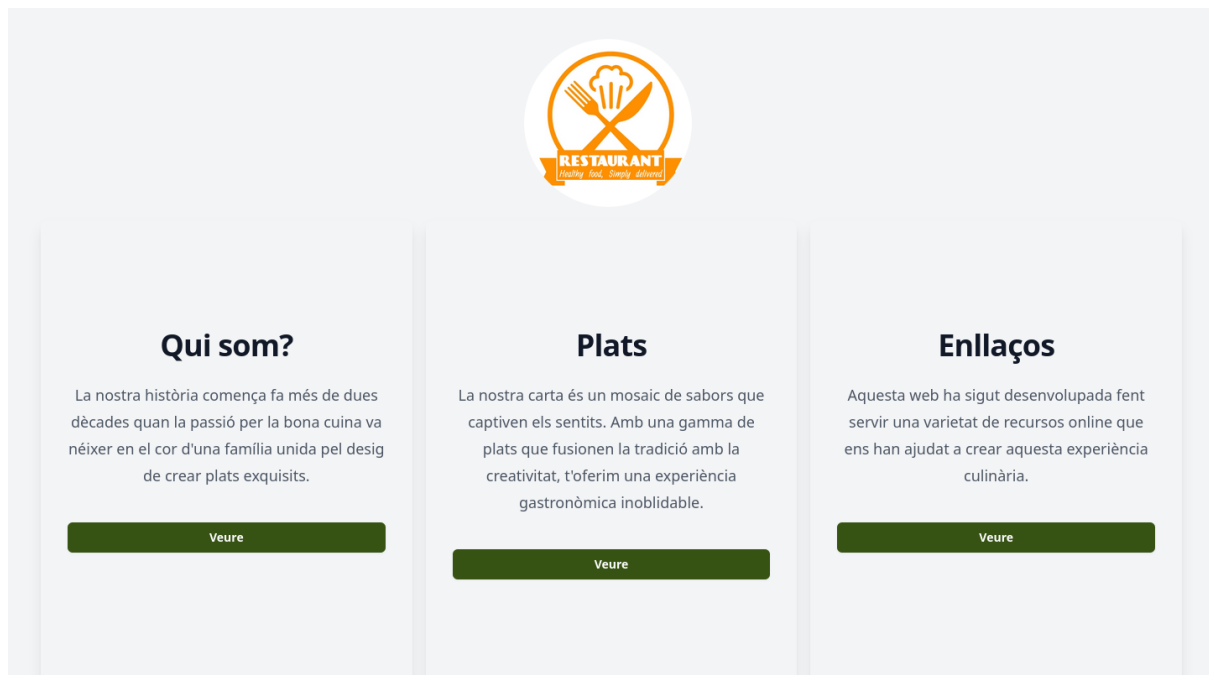 RESTAURANT
Healthy food, Simply delivered
Qui som?
La nostra història comença fa més de dues
dècades quan la passió per la bona cuina va
néixer en el cor d'una família unida pel desig
de crear plats exquisits.
Veure
Plats
La nostra carta és un mosaic de sabors que
captiven els sentits. Amb una gamma de
plats que fusionen la tradició amb la
creativitat, t'oferim una experiència
gastronòmica inoblidable.
Veure
Enllaços
Aquesta web ha sigut desenvolupada fent
servir una varietat de recursos online que
ens han ajudat a crear aquesta experiència
culinària.
Veure